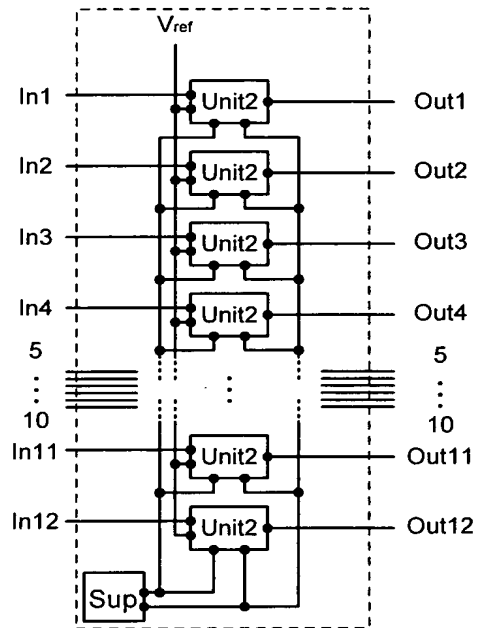 Vref
In1 Unit2 Out1
In2 Unit2 Out2
In3 Unit2 Out3
In4 Unit2 Out4
5 5
⋮ ⋮ ⋮
10 10
In11 Unit2 Out11
In12 Unit2 Out12
Sup